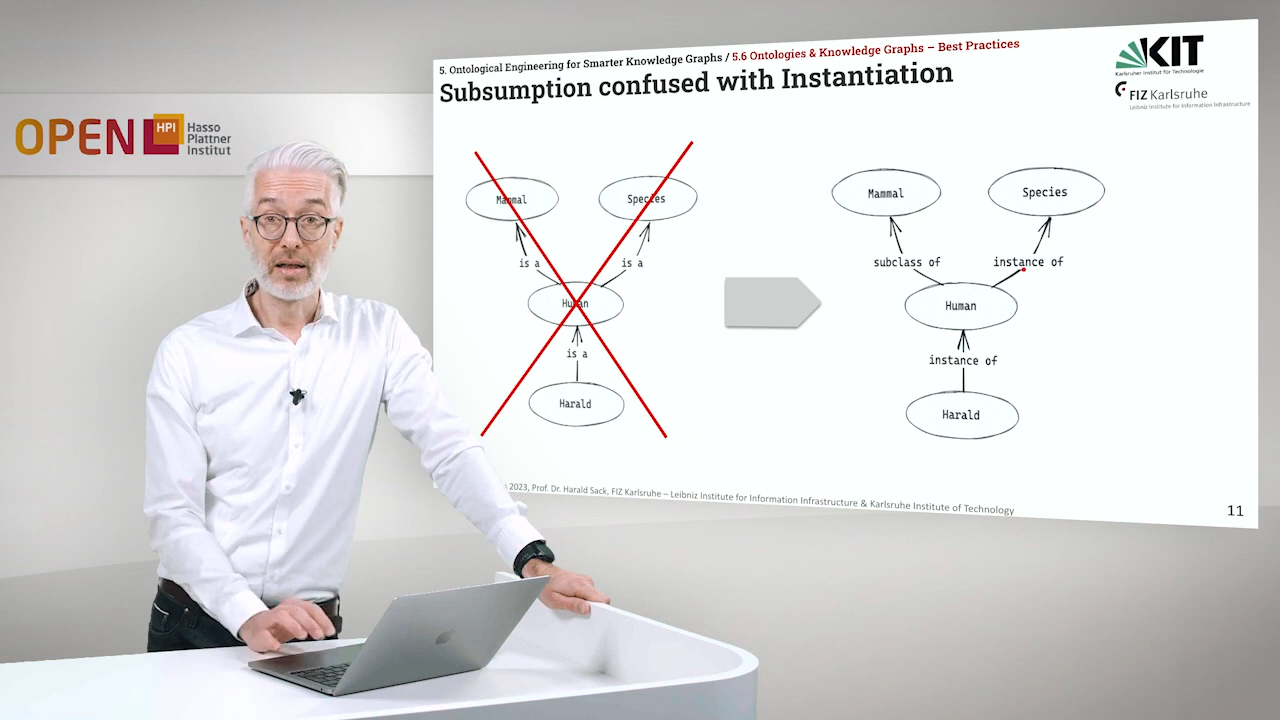 OPEN HPI Hasso
Plattner
Institut
5. Ontological Engineering for Smarter Knowledge Graphs / 5.6 Ontologies & Knowledge Graphs – Best Practices
Subsumption confused with Instantiation
KIT
Karlsruher Institut für Technologie
FIZ Karlsruhe
Leibniz Institute for Information Infrastructure
Mammal
Species
is a
is a
Human
is a
Harald
Mammal
Species
subclass of
instance of
Human
instance of
Harald
2023, Prof. Dr. Harald Sack, FIZ Karlsruhe – Leibniz Institute for Information Infrastructure & Karlsruhe Institute of Technology
11